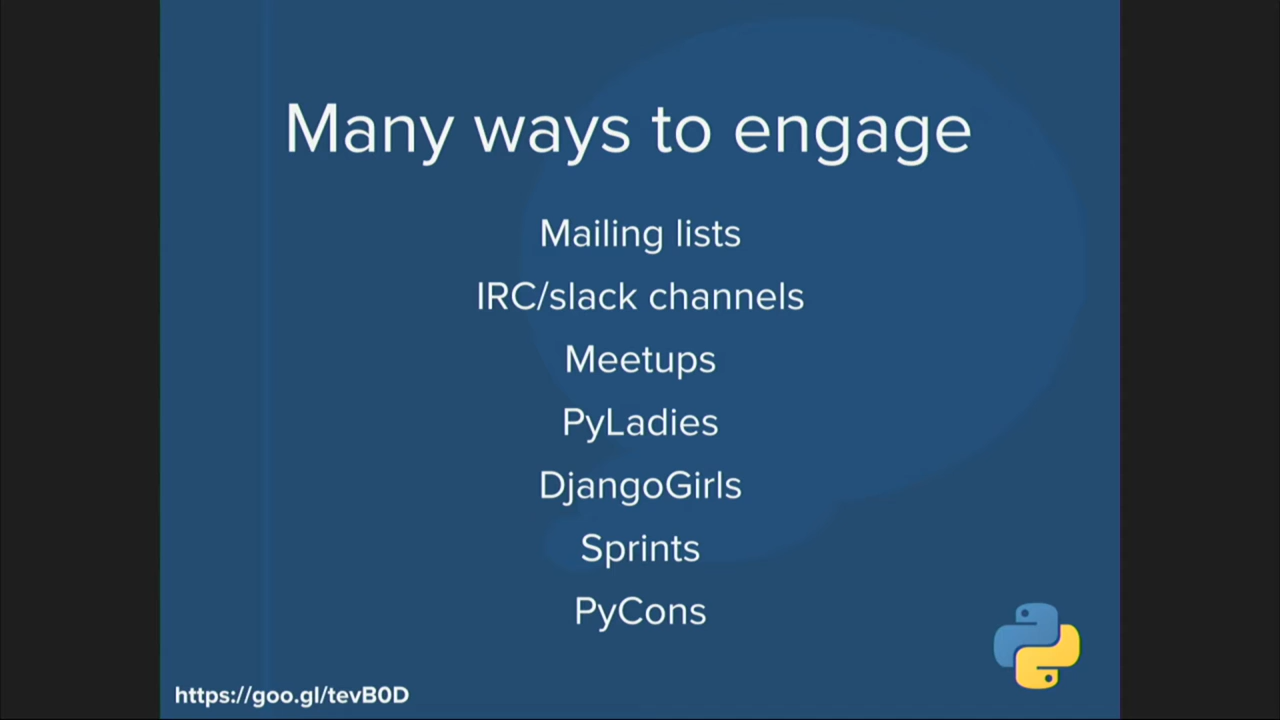 Many ways to engage
Mailing lists
IRC/slack channels
Meetups
PyLadies
DjangoGirls
Sprints
PyCons
https://goo.gl/tevB0D